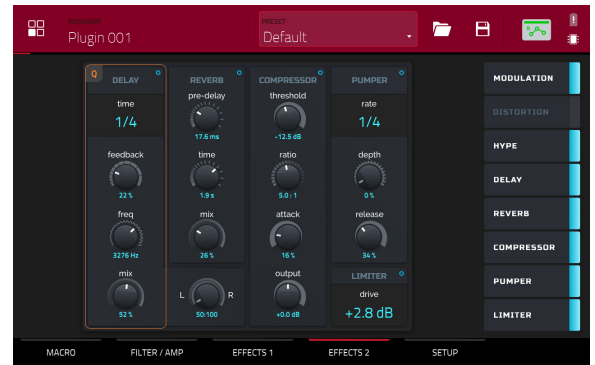 PROGRAM
Plugin 001
PRESET
Default
Q
DELAY
time
1/4
feedback
22 %
freq
3276 Hz
mix
52 %
REVERB
pre-delay
17.6 ms
time
1.9 s
mix
26 %
L
R
50:100
COMPRESSOR
threshold
-12.5 dB
ratio
5.0 : 1
attack
16 %
output
+0.0 dB
PUMPER
rate
1/4
depth
0 %
release
34 %
LIMITER
drive
+2.8 dB
MODULATION
DISTORTION
HYPE
DELAY
REVERB
COMPRESSOR
PUMPER
LIMITER
MACRO
FILTER / AMP
EFFECTS 1
EFFECTS 2
SETUP